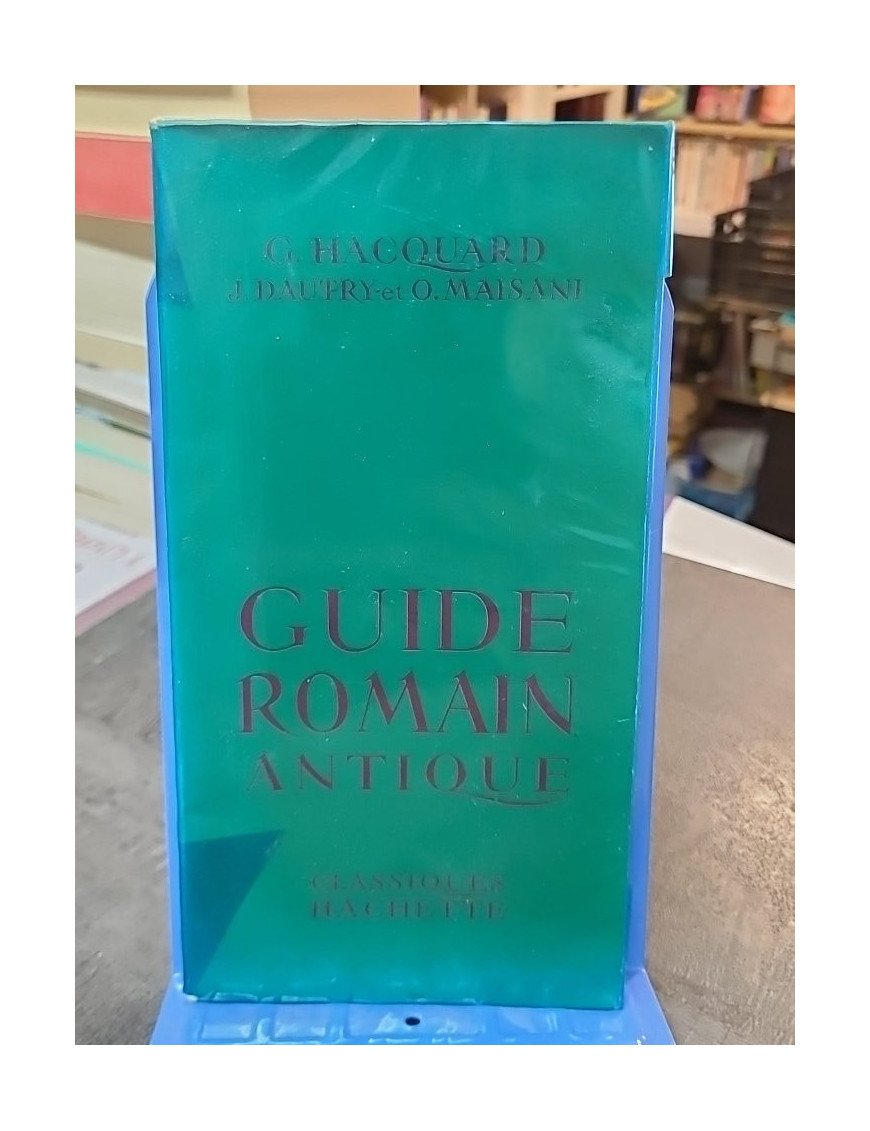 G. HACQUARD
J. DAUTRY et O. MAISANI
GUIDE
ROMAIN
ANTIQUE
CLASSIQUES
HACHETTE